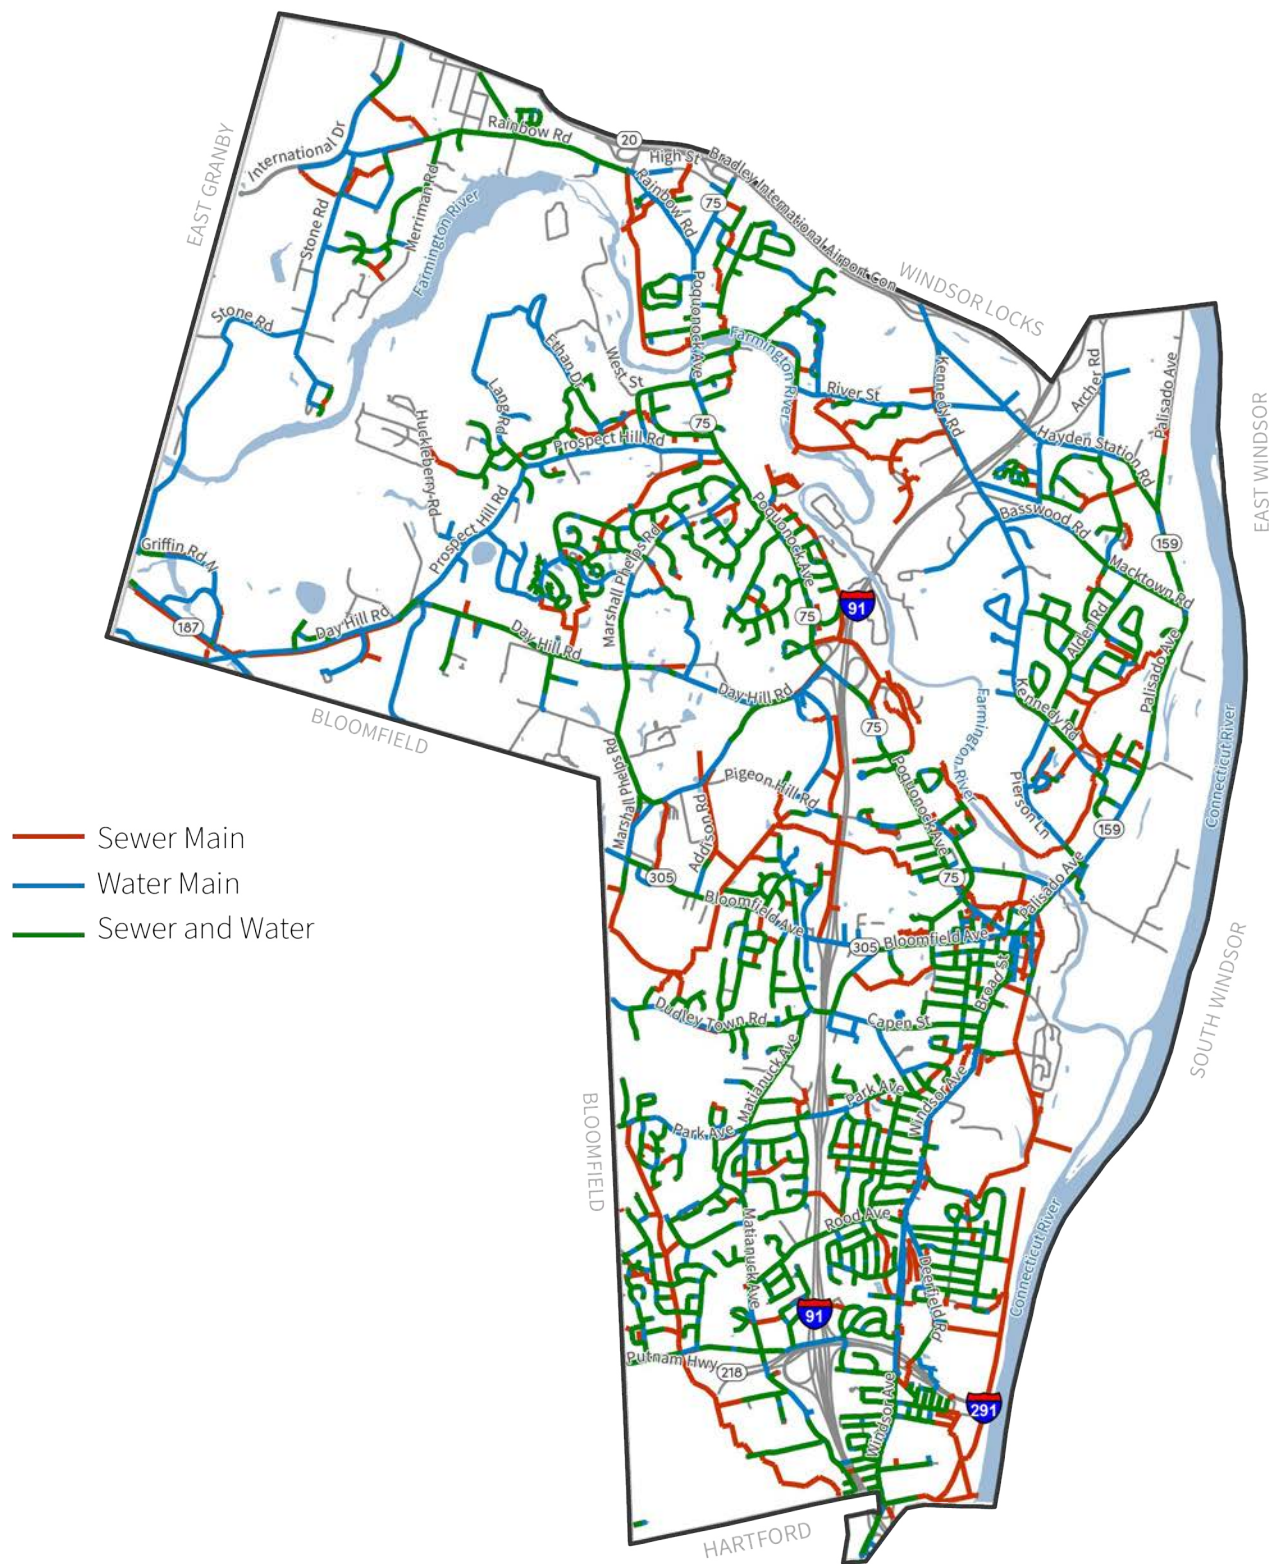 20
Rainbow Rd
High St
Bradley International Airport Con
International Dr
EAST GRANBY
Rainbow Rd
75
Merriman Rd
Stone Rd
Farmington River
WINDSOR LOCKS
Poquonock Ave
Stone Rd
Farmington River
Ethan Dr
West St
Kennedy Rd
Archer Rd
Palisado Ave
River St
Lang Rd
EAST WINDSOR
Huckleberry Rd
75
Prospect Hill Rd
Hayden Station Rd
Prospect Hill Rd
Poquonock Ave
Basswood Rd
159
Griffin Rd N
Marshall Phelps Rd
Macktown Rd
91
75
187
Day Hill Rd
Day Hill Rd
Alden Rd
Palisado Ave
Day Hill Rd
Kennedy Rd
BLOOMFIELD
75
Farmington River
Connecticut River
Marshall Phelps Rd
Pigeon Hill Rd
Poquonock Ave
Pierson Ln
Addison Rd
159
Sewer Main
Water Main
Sewer and Water
305
75
Palisado Ave
Bloomfield Ave
305
Bloomfield Ave
SOUTH WINDSOR
Broad St
Dudley Town Rd
Capen St
Matianuck Ave
BLOOMFIELD
Park Ave
Windsor Ave
Park Ave
Rood Ave
Matianuck Ave
Connecticut River
Deerfield Rd
91
Putnam Hwy
218
291
Windsor Ave
HARTFORD